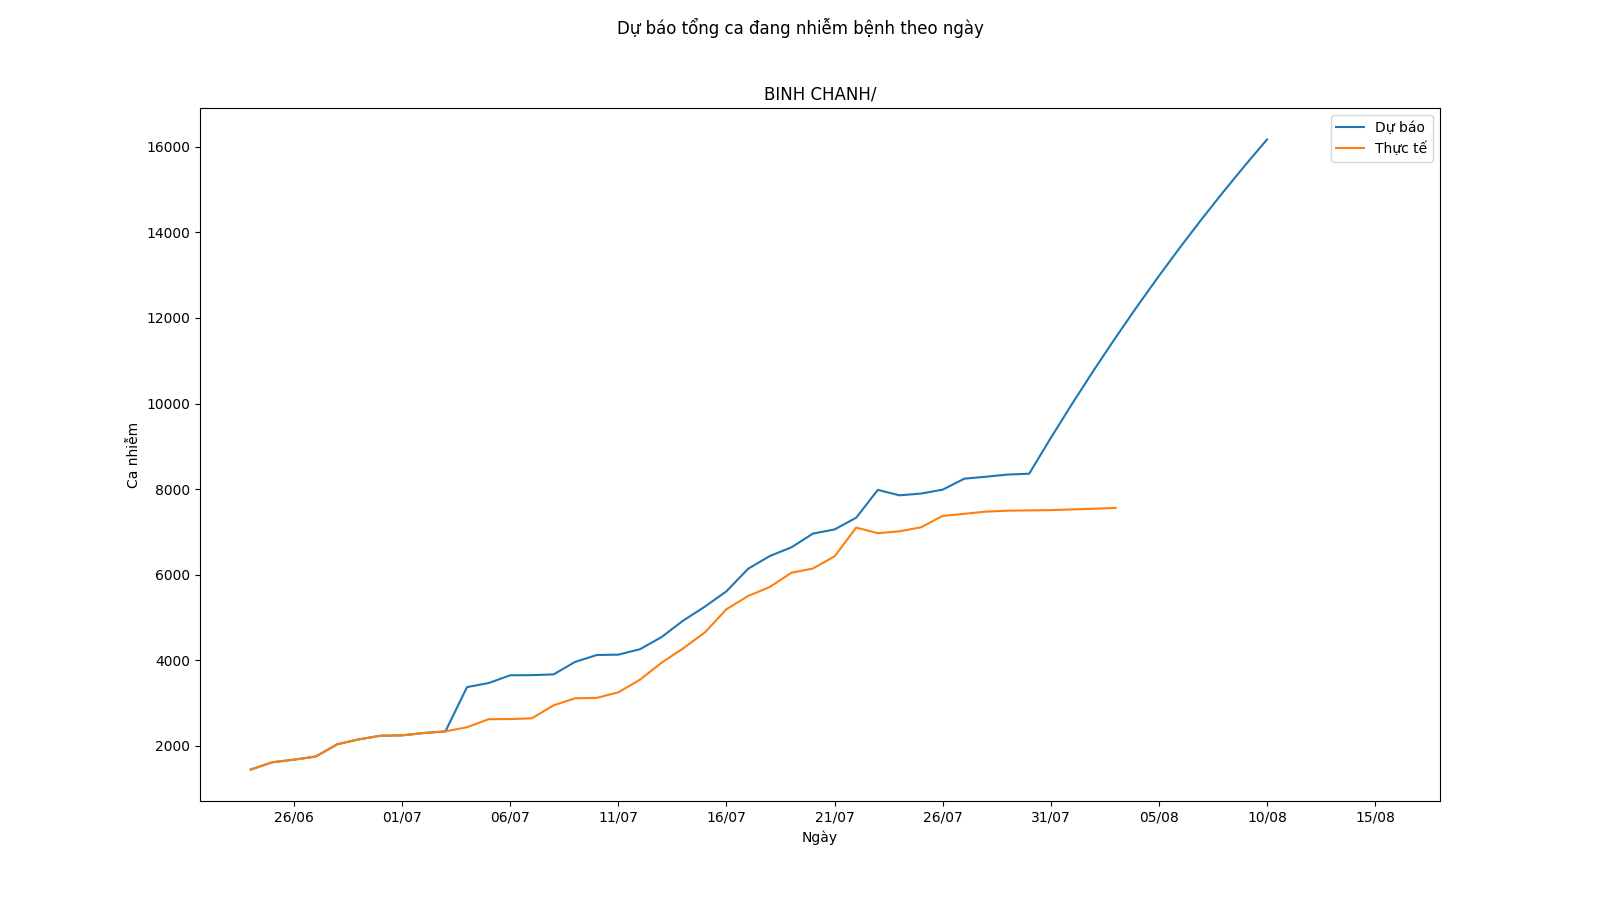 Dự báo tổng ca đang nhiễm bệnh theo ngày
BINH CHANH/
Dự báo
Thực tế
16000
14000
12000
10000
8000
6000
4000
2000
Ca nhiễm
26/06 01/07 06/07 11/07 16/07 21/07 26/07 31/07 05/08 10/08 15/08
Ngày